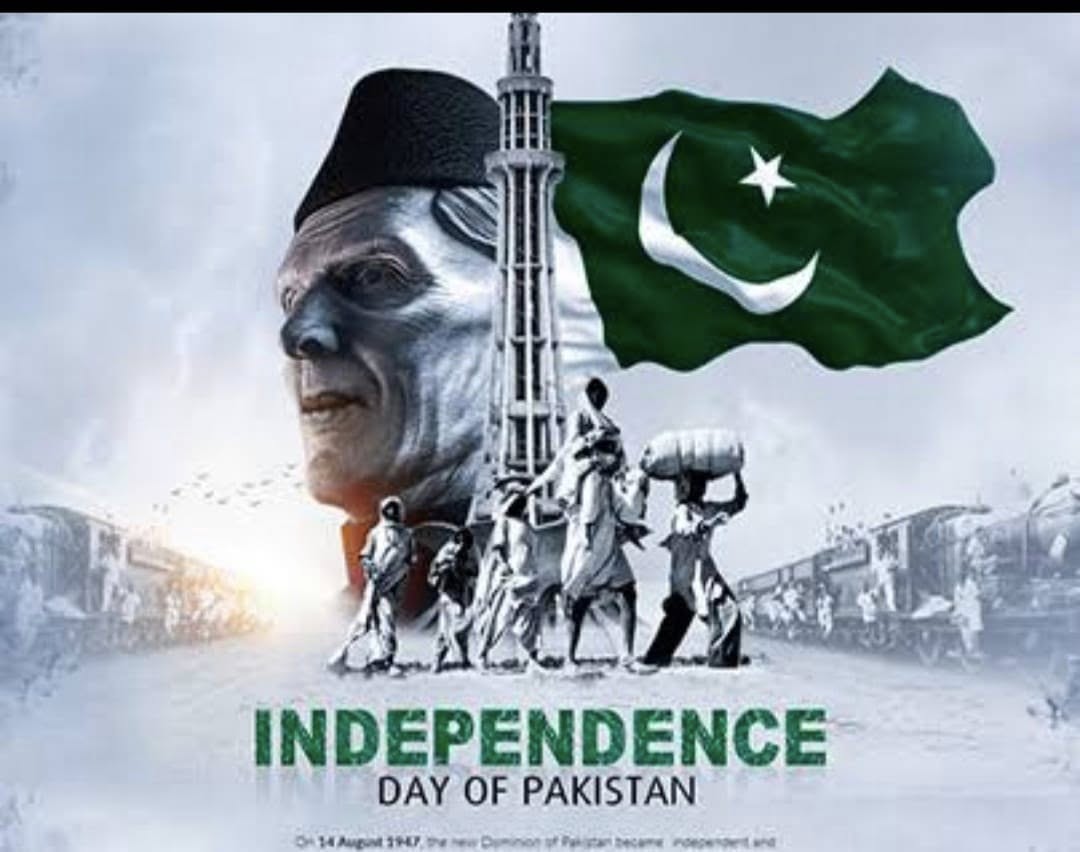 INDEPENDENCE
DAY OF PAKISTAN
On 14 August 1947, the new Dominion of Pakistan became independent and